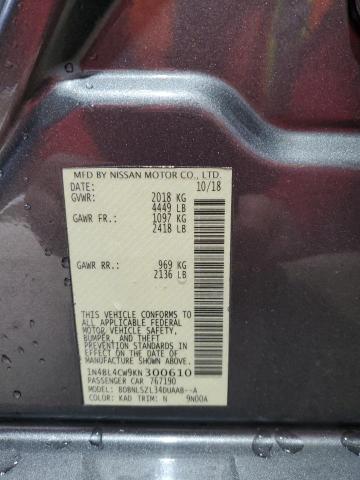 MFD BY NISSAN MOTOR CO., LTD.
DATE: 10/18
GVWR: 2018 KG
4449 LB
GAWR FR: 1097 KG
2418 LB
GAWR RR: 969 KG
2136 LB
THIS VEHICLE CONFORMS TO
ALL APPLICABLE FEDERAL
MOTOR VEHICLE SAFETY,
BUMPER, AND THEFT
PREVENTION STANDARDS IN
EFFECT ON THE DATE OF
MANUFACTURE SHOWN ABOVE.
1N4BL4CW9KN300610
PASSENGER CAR 767190
MODEL: BDBNLSZL34DUAAB--A
COLOR: KAD TRIM: N 9N00A